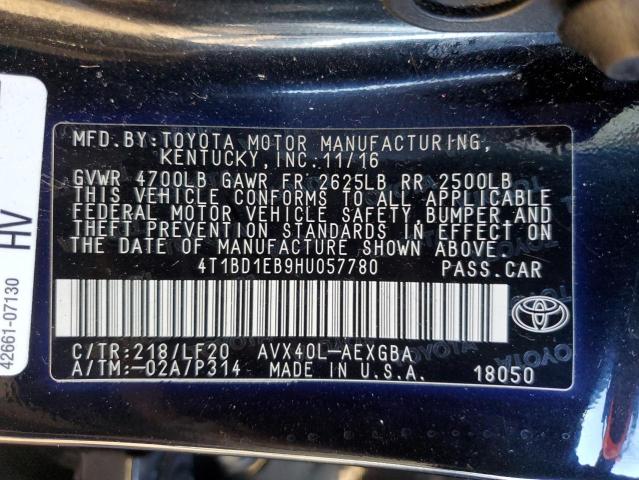 MFD.BY:TOYOTA MOTOR MANUFACTURING,
KENTUCKY,INC.11/16
GVWR 4700LB GAWR FR 2625LB RR 2500LB
THIS VEHICLE CONFORMS TO ALL APPLICABLE
FEDERAL MOTOR VEHICLE SAFETY,BUMPER,AND
THEFT PREVENTION STANDARDS IN EFFECT ON
THE DATE OF MANUFACTURE SHOWN ABOVE.
4T1BD1EB9HU057780 PASS.CAR
TOYOTA
C/TR:218/LF20 AVX40L-AEXGBA
A/TM:-02A7P314 MADE IN U.S.A. 18050
HV
42661-07130